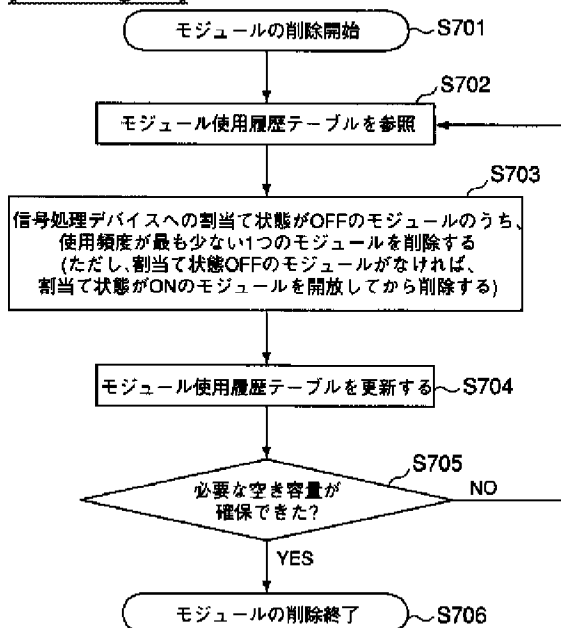 モジュールの削除開始 S701
S702
モジュール使用履歴テーブルを参照
S703
信号処理デバイスへの割当て状態がOFFのモジュールのうち、
使用頻度が最も少ない1つのモジュールを削除する
(ただし、割当て状態OFFのモジュールがなければ、
割当て状態がONのモジュールを開放してから削除する)
モジュール使用履歴テーブルを更新する S704
S705
必要な空き容量が
確保できた?
NO
YES
モジュールの削除終了 S706